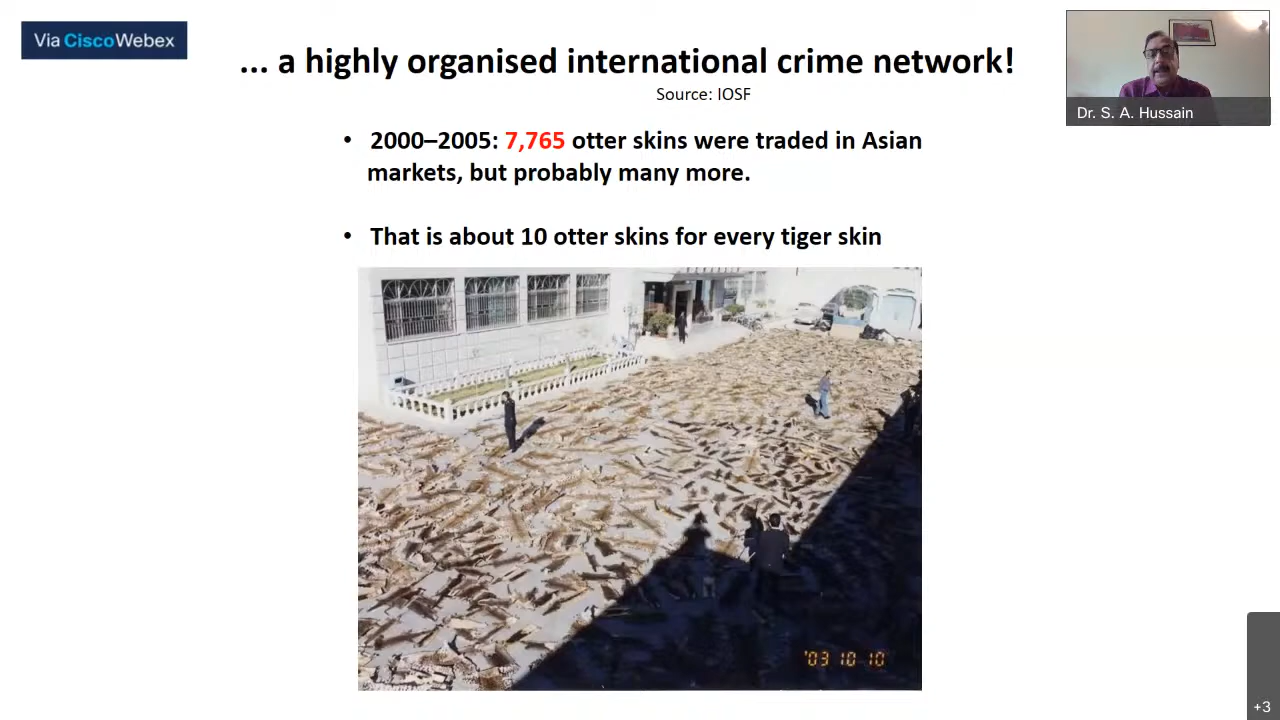 Via CiscoWebex
... a highly organised international crime network!
Source: IOSF
Dr. S. A. Hussain
• 2000–2005: 7,765 otter skins were traded in Asian
markets, but probably many more.
• That is about 10 otter skins for every tiger skin
'03 10 10
+3